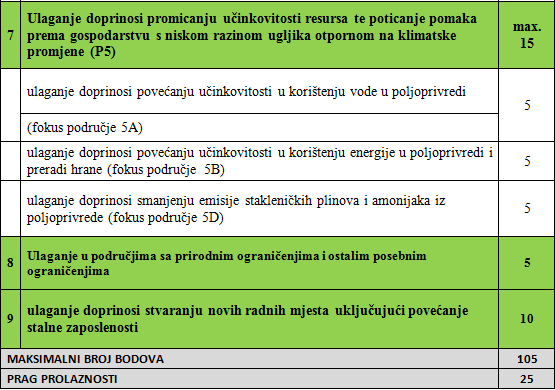 7 Ulaganje doprinosi promicanju učinkovitosti resursa te poticanje pomaka max.
prema gospodarstvu s niskom razinom ugljika otpornom na klimatske 15
promjene (P5)
ulaganje doprinosi povećanju učinkovitosti u korištenju vode u poljoprivredi 5
(fokus područje 5A)
ulaganje doprinosi povećanju učinkovitosti u korištenju energije u poljoprivredi i 5
preradi hrane (fokus područje 5B)
ulaganje doprinosi smanjenju emisije stakleničkih plinova i amonijaka iz 5
poljoprivrede (fokus područje 5D)
8 Ulaganje u područjima sa prirodnim ograničenjima i ostalim posebnim 5
ograničenjima
9 ulaganje doprinosi stvaranju novih radnih mjesta uključujući povećanje 10
stalne zaposlenosti
MAKSIMALNI BROJ BODOVA 105
PRAG PROLAZNOSTI 25